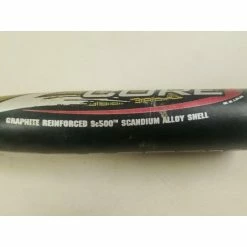 CORE
GRAPHITE REINFORCED Sc500™ SCANDIUM ALLOY SHELL